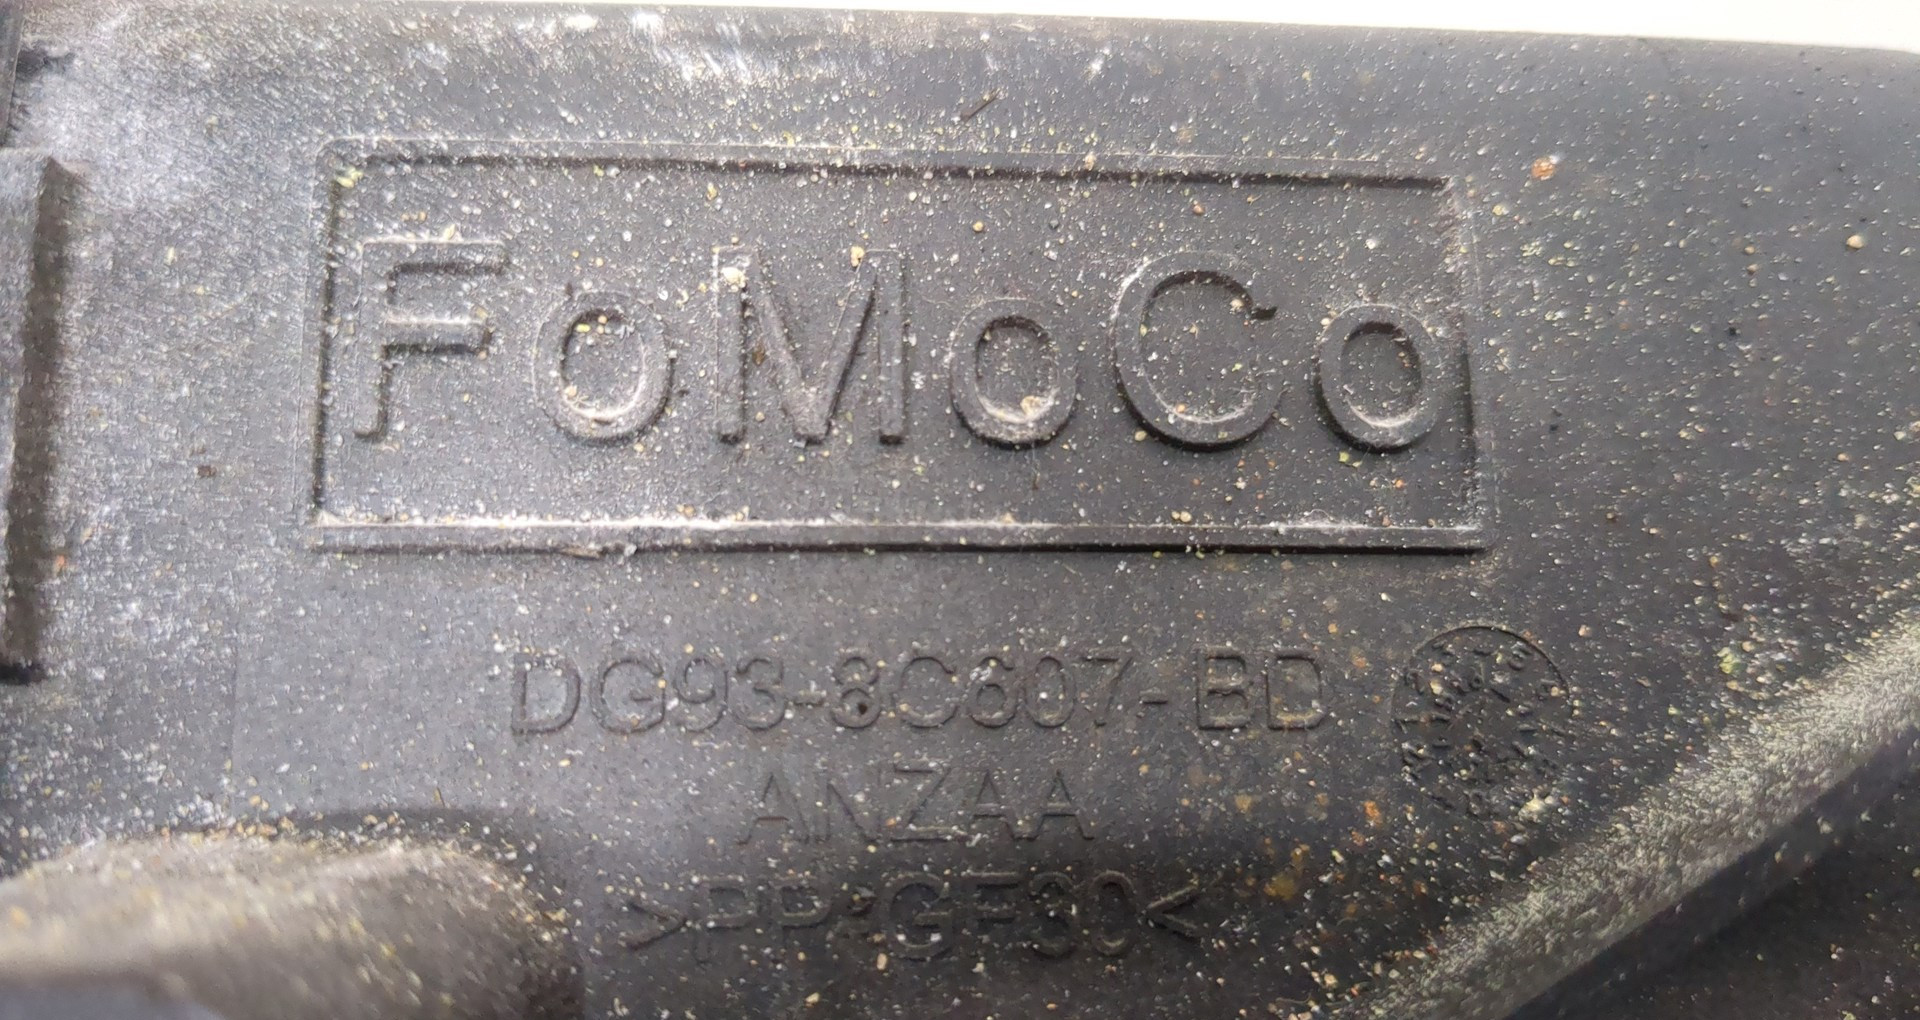 FoMoCo
DG93-8C607-BD
ANZAA
>PP-GF30<